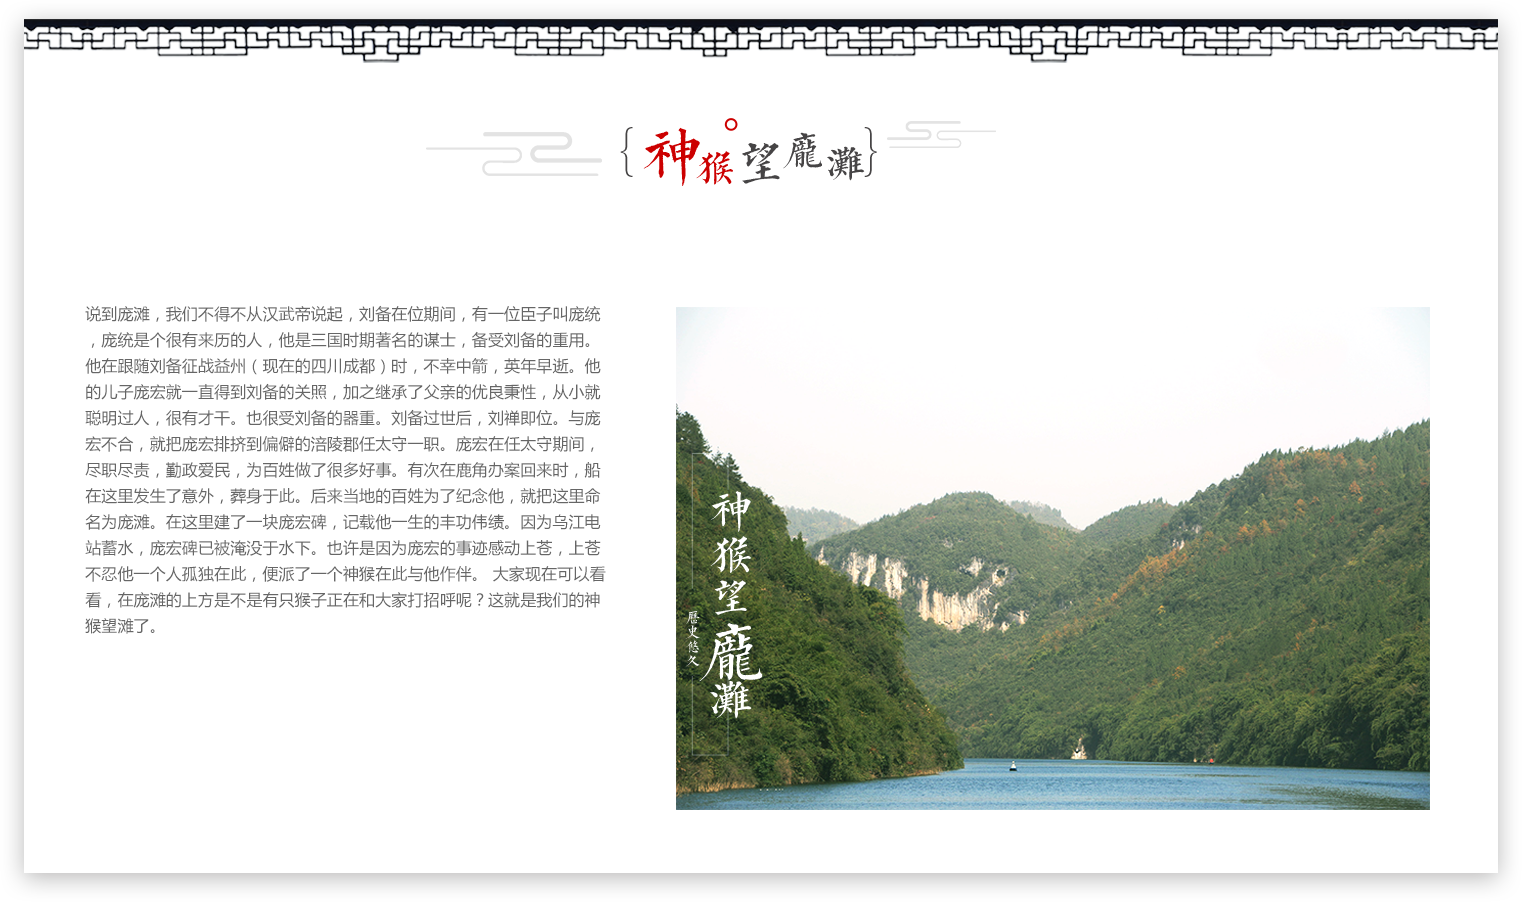 {神猴望龐灘}
说到庞滩，我们不得不从汉武帝说起，刘备在位期间，有一位臣子叫庞统
，庞统是个很有来历的人，他是三国时期著名的谋士，备受刘备的重用。
他在跟随刘备征战益州（现在的四川成都）时，不幸中箭，英年早逝。他
的儿子庞宏就一直得到刘备的关照，加之继承了父亲的优良秉性，从小就
聪明过人，很有才干。也很受刘备的器重。刘备过世后，刘禅即位。与庞
宏不合，就把庞宏排挤到偏僻的涪陵郡任太守一职。庞宏在任太守期间，
尽职尽责，勤政爱民，为百姓做了很多好事。有次在鹿角办案回来时，船
在这里发生了意外，葬身于此。后来当地的百姓为了纪念他，就把这里命
名为庞滩。在这里建了一块庞宏碑，记载他一生的丰功伟绩。因为乌江电
站蓄水，庞宏碑已被淹没于水下。也许是因为庞宏的事迹感动上苍，上苍
不忍他一个人孤独在此，便派了一个神猴在此与他作伴。 大家现在可以看
看，在庞滩的上方是不是有只猴子正在和大家打招呼呢？这就是我们的神
猴望滩了。
神猴望龐灘
歷史悠久